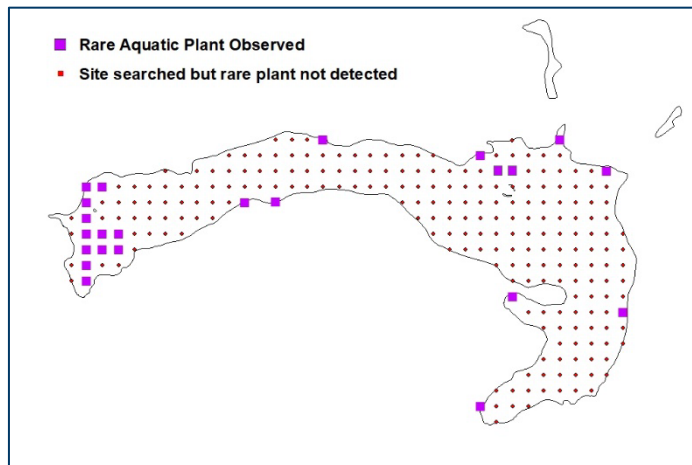 Rare Aquatic Plant Observed
Site searched but rare plant not detected